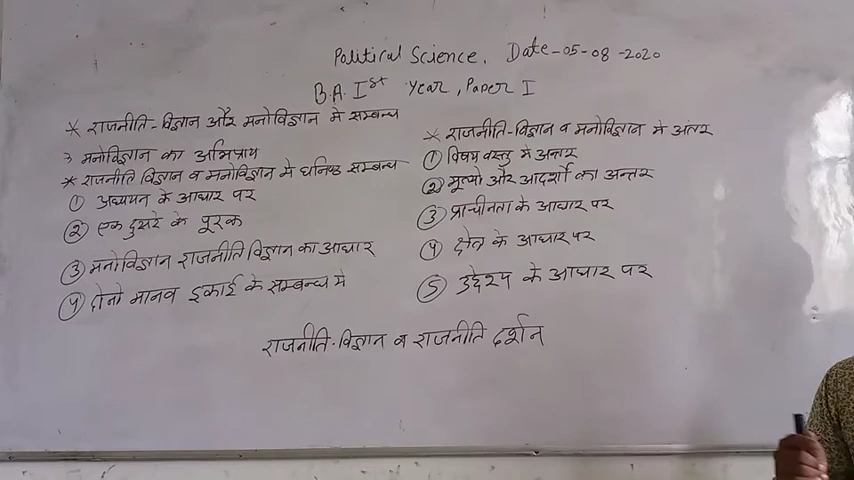 Political Science. Date-05-08-2020
B.A. Ist Year, Paper I
* राजनीति-विज्ञान और मनोविज्ञान मे सम्बन्ध
> मनोविज्ञान का अभिप्राय
* राजनीति विज्ञान व मनोविज्ञान मे घनिष्ठ सम्बन्ध
① अध्ययन के आधार पर
② एक दुसरे के पूरक
③ मनोविज्ञान राजनीति विज्ञान का आधार
④ दोनो मानव इकाई के सम्बन्ध मे
* राजनीति-विज्ञान व मनोविज्ञान मे अंतर
① विषय वस्तु मे अन्तर
② मूल्यो और आदर्शो का अन्तर
③ प्राचीनता के आधार पर
④ क्षेत्र के आधार पर
⑤ उद्देश्य के आधार पर
राजनीति-विज्ञान व राजनीति दर्शन